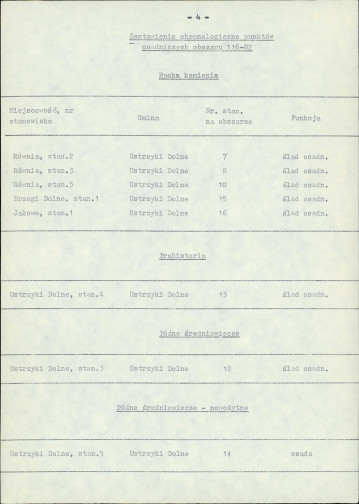 - 4 -
Zestawienie chronologiczne punktów
osadniczych obszaru 116-82
Epoka kamienia
Miejscowość, nr stanowiska Gmina Nr. stan. na obszarze Funkcja
Równia, stan.2 Ustrzyki Dolne 7 ślad osadn.
Równia, stan.3 Ustrzyki Dolne 8 ślad osadn.
Równia, stan.5 Ustrzyki Dolne 10 ślad osadn.
Brzegi Dolne, stan.1 Ustrzyki Dolne 15 ślad osadn.
Jałowe, stan.1 Ustrzyki Dolne 16 ślad osadn.
Prahistoria
Ustrzyki Dolne, stan.4 Ustrzyki Dolne 13 ślad osadn.
Późne średniowiecze
Ustrzyki Dolne, stan.3 Ustrzyki Dolne 12 ślad osadn.
Późne średniowiecze - nowożytne
Ustrzyki Dolne, stan.5 Ustrzyki Dolne 14 osada